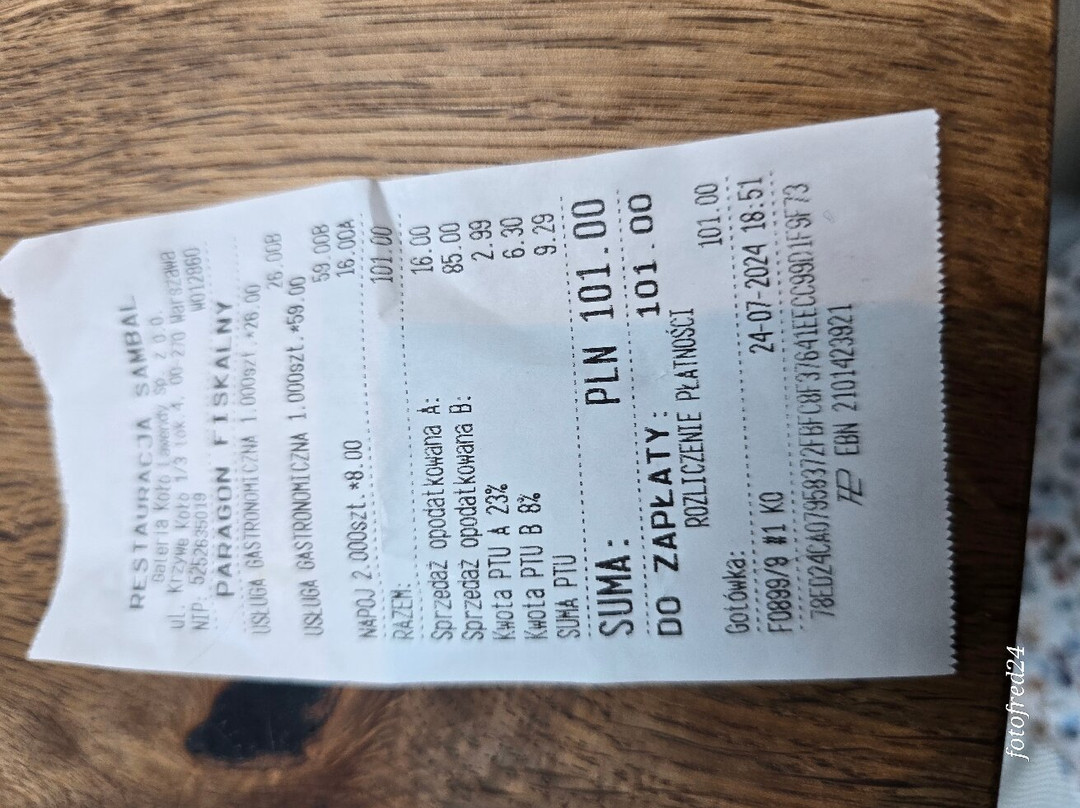 RESTAURACJA SAMBAL
Galeria Koło Lawendy Sp. z o.o.
ul. Krzywe Koło 1/3 lok.4, 00-270 Warszawa
NIP: 5252635019 W012860
PARAGON FISKALNY
USŁUGA GASTRONOMICZNA 1.000szt.*26.00
26.00B
USŁUGA GASTRONOMICZNA 1.000szt.*59.00
59.00B
NAPOJ 2.000szt.*8.00 16.00A
RAZEM: 101.00
Sprzedaż opodatkowana A: 16.00
Sprzedaż opodatkowana B: 85.00
Kwota PTU A 23% 2.99
Kwota PTU B 8% 6.30
SUMA PTU 9.29
SUMA: PLN 101.00
DO ZAPŁATY: 101.00
ROZLICZENIE PŁATNOŚCI
Gotówka: 101.00
F0899/9 #1 KO 24-07-2024 18:51
EBN 2101423921
fotofred24